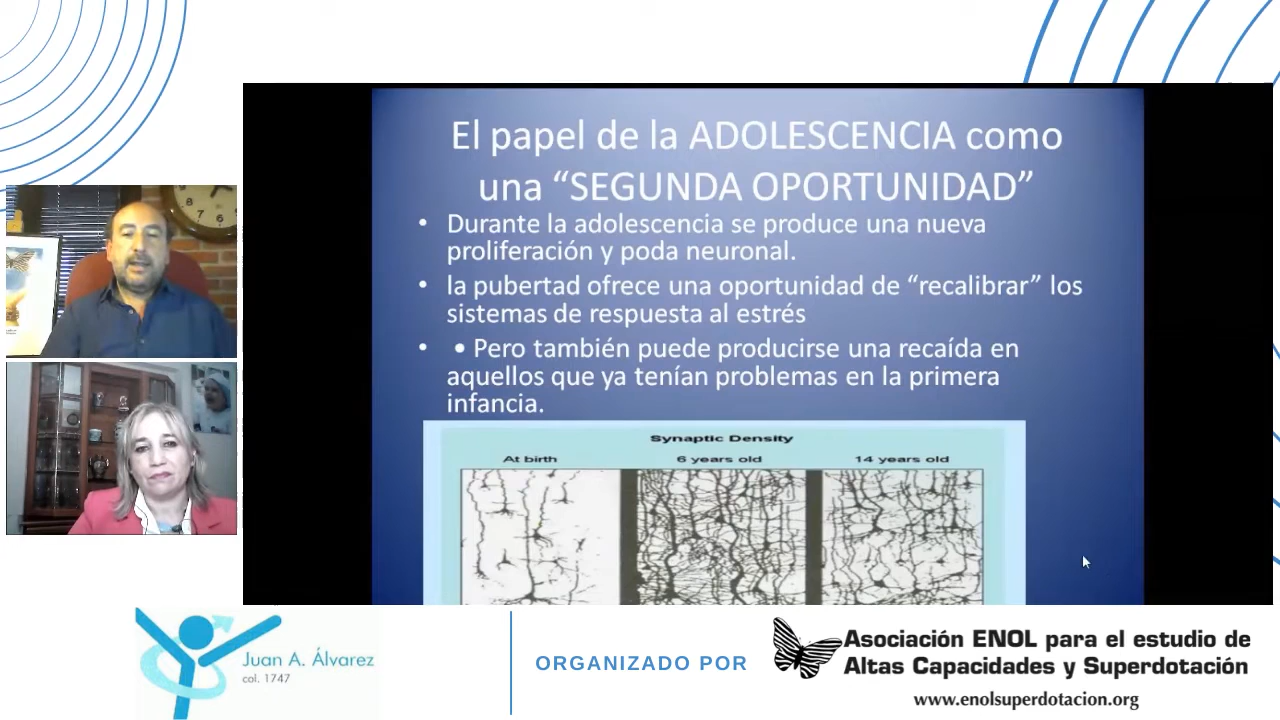 El papel de la ADOLESCENCIA como
una “SEGUNDA OPORTUNIDAD”
• Durante la adolescencia se produce una nueva
proliferación y poda neuronal.
• la pubertad ofrece una oportunidad de “recalibrar” los
sistemas de respuesta al estrés
• • Pero también puede producirse una recaída en
aquellos que ya tenían problemas en la primera
infancia.
Synaptic Density
At birth 6 years old 14 years old
Juan A. Álvarez
col. 1747
ORGANIZADO POR
Asociación ENOL para el estudio de
Altas Capacidades y Superdotación
www.enolsuperdotacion.org